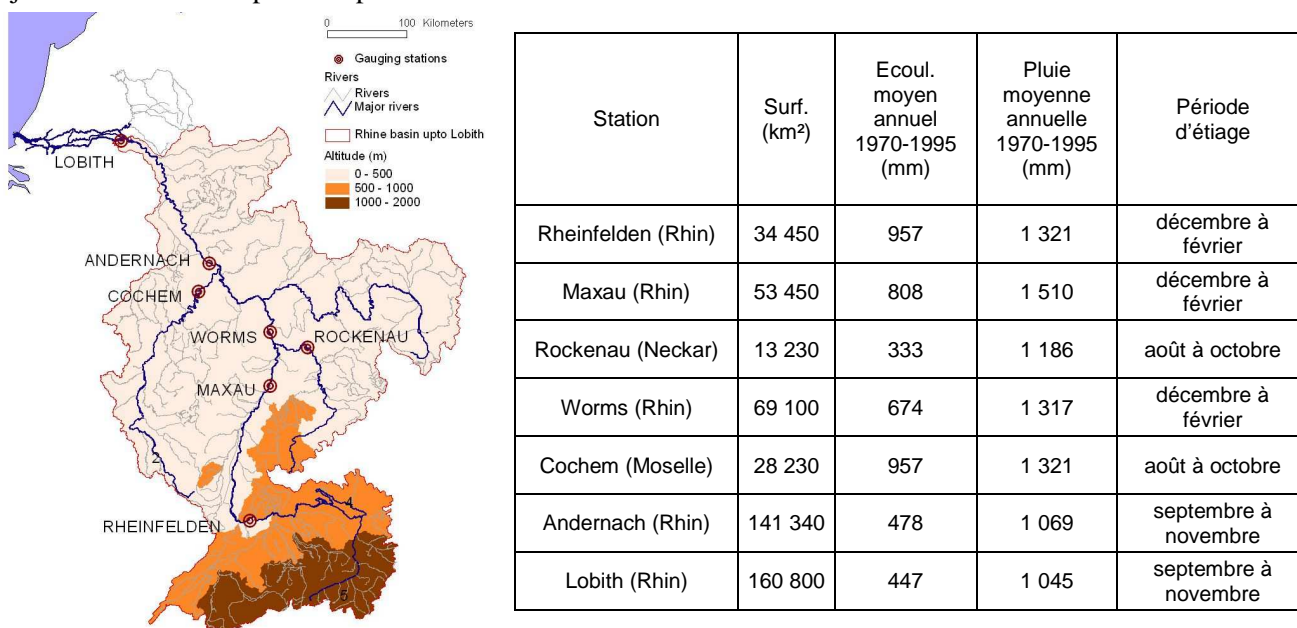 0 100 Kilometers
Gauging stations
Rivers
Rivers
Major rivers
Rhine basin upto Lobith
Altitude (m)
0 - 500
500 - 1000
1000 - 2000
LOBITH
ANDERNACH
COCHEM
WORMS
ROCKENAU
MAXAU
2
RHEINFELDEN
4
5
Station
Surf.
(km²)
Ecoul.
moyen
annuel
1970-1995
(mm)
Pluie
moyenne
annuelle
1970-1995
(mm)
Période
d'étiage
Rheinfelden (Rhin) 34 450 957 1 321 décembre à
février
Maxau (Rhin) 53 450 808 1 510 décembre à
février
Rockenau (Neckar) 13 230 333 1 186 août à octobre
Worms (Rhin) 69 100 674 1 317 décembre à
février
Cochem (Moselle) 28 230 957 1 321 août à octobre
Andernach (Rhin) 141 340 478 1 069 septembre à
novembre
Lobith (Rhin) 160 800 447 1 045 septembre à
novembre